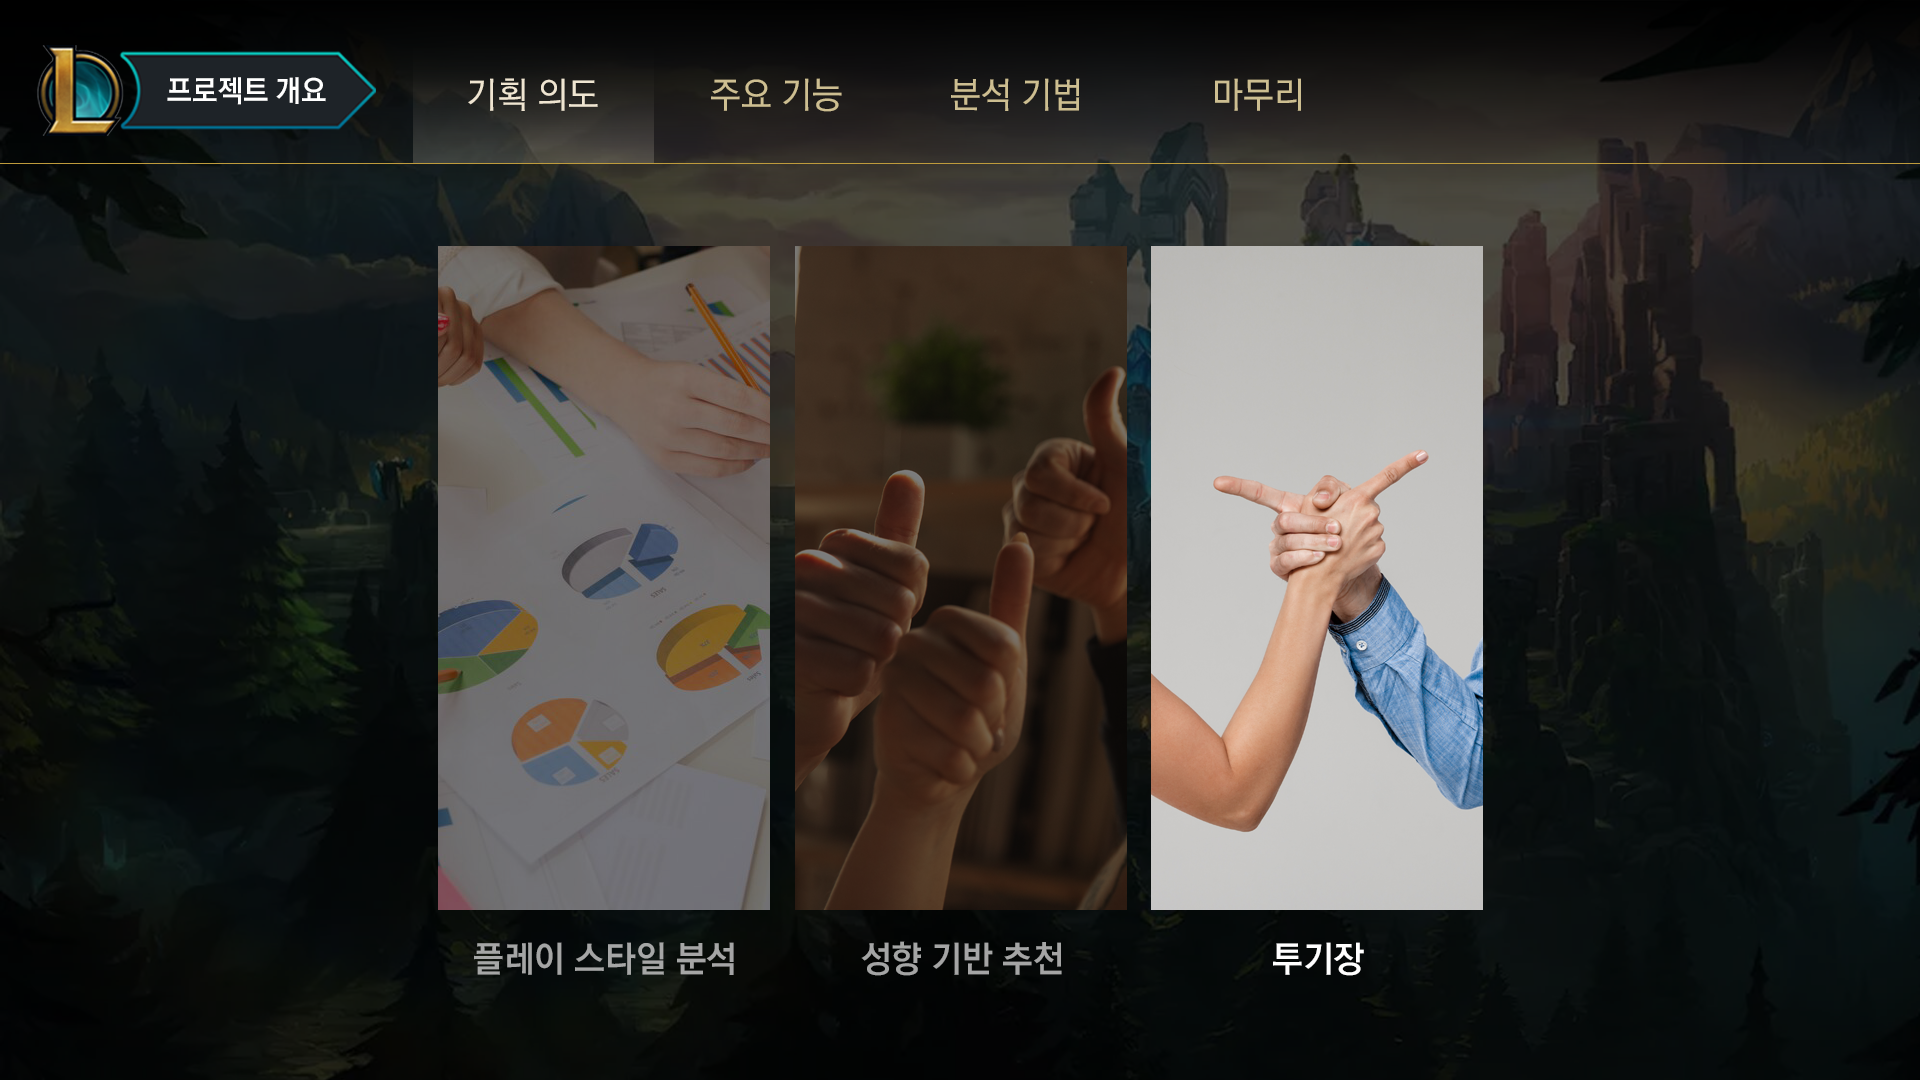 프로젝트 개요
기획 의도
주요 기능
분석 기법
마무리
플레이 스타일 분석
성향 기반 추천
투기장